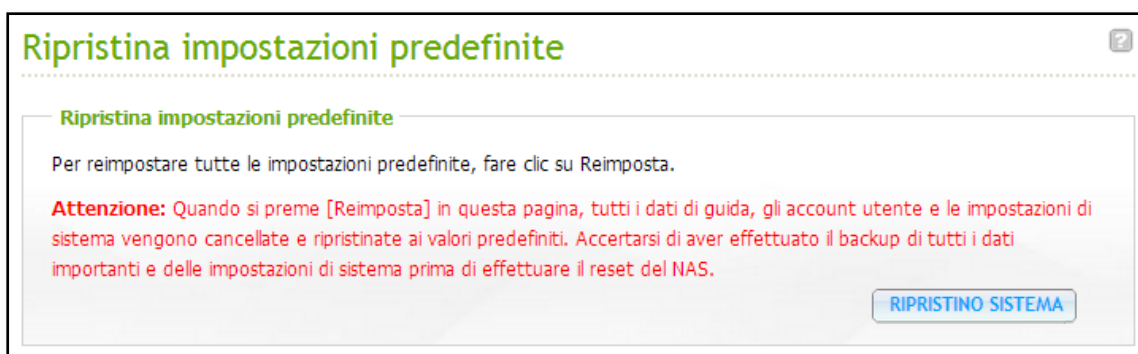 Ripristina impostazioni predefinite
?
Ripristina impostazioni predefinite
Per reimpostare tutte le impostazioni predefinite, fare clic su Reimposta.
Attenzione: Quando si preme [Reimposta] in questa pagina, tutti i dati di guida, gli account utente e le impostazioni di
sistema vengono cancellate e ripristinate ai valori predefiniti. Accertarsi di aver effettuato il backup di tutti i dati
importanti e delle impostazioni di sistema prima di effettuare il reset del NAS.
RIPRISTINO SISTEMA